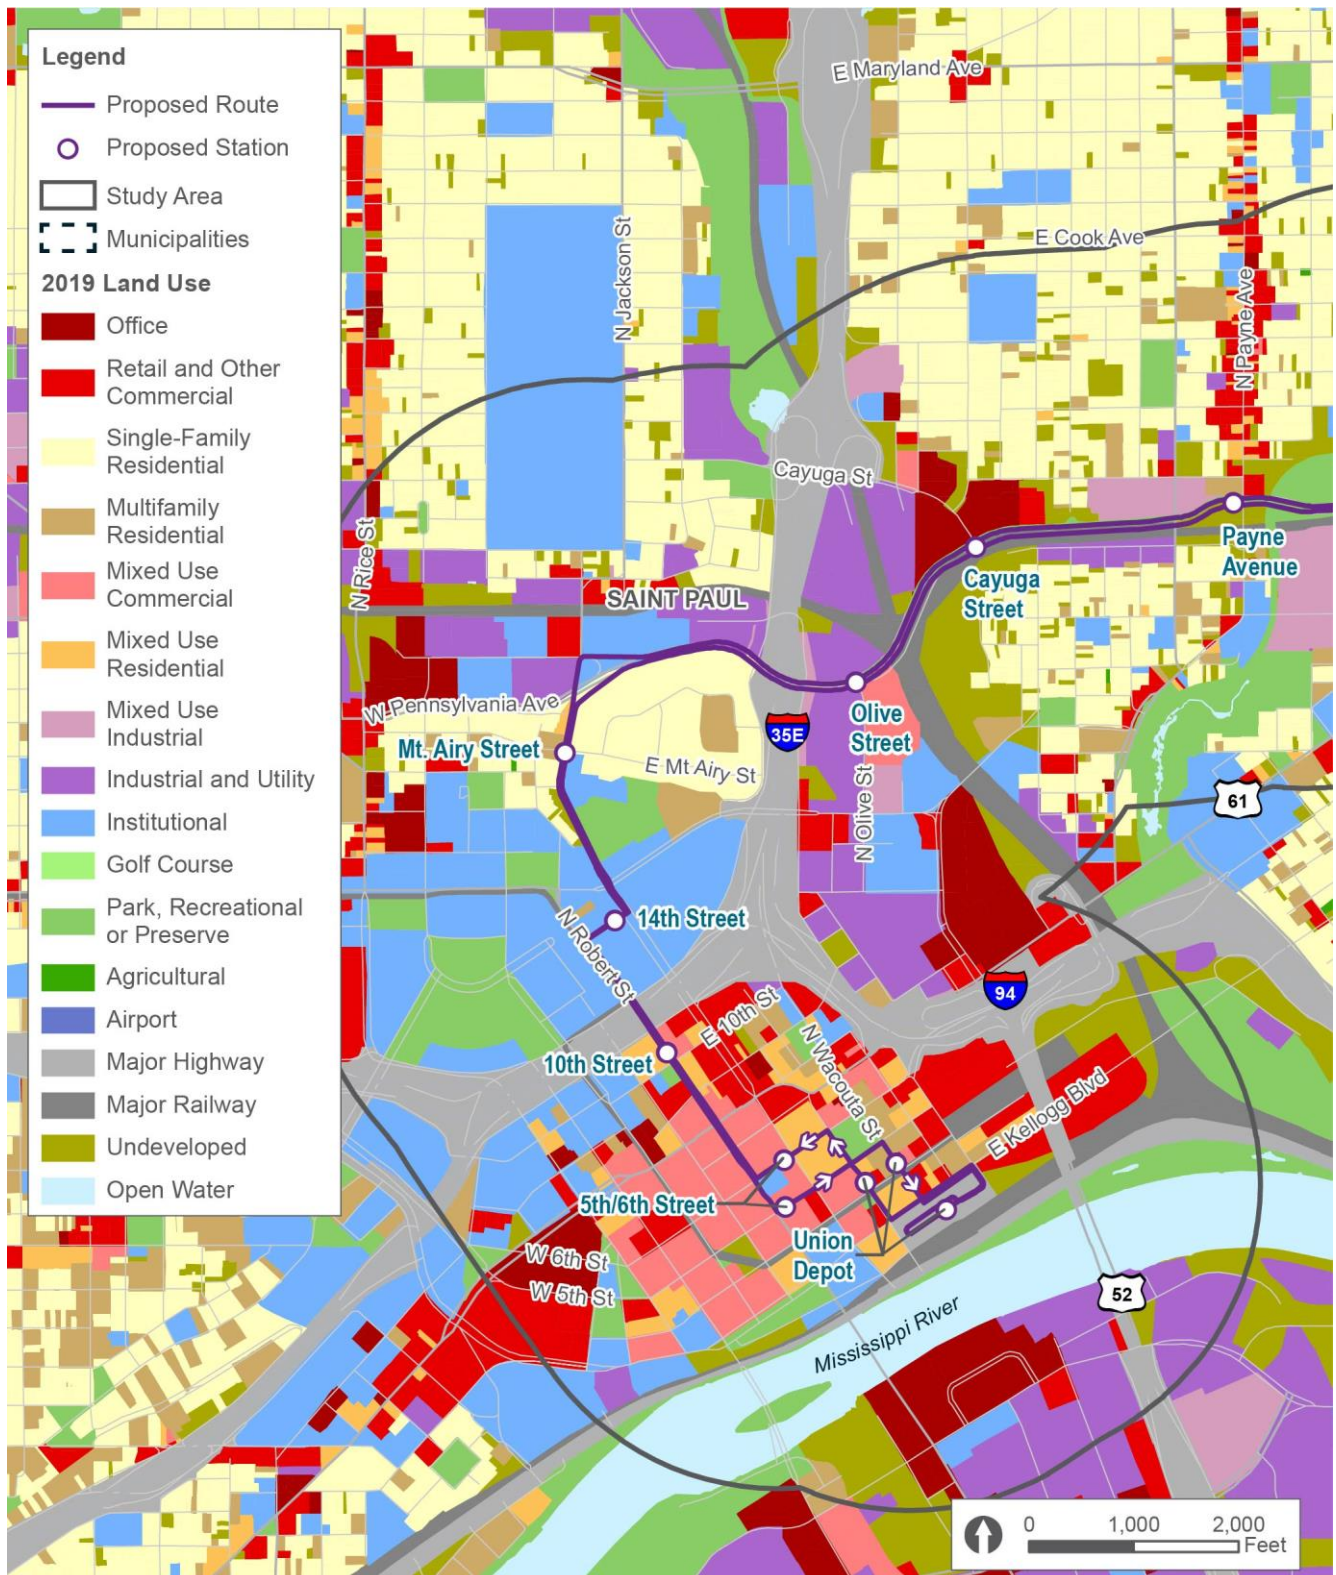 Legend
Proposed Route
Proposed Station
Study Area
Municipalities
2019 Land Use
Office
Retail and Other
Commercial
Single-Family
Residential
Multifamily
Residential
Mixed Use
Commercial
Mixed Use
Residential
Mixed Use
Industrial
Industrial and Utility
Institutional
Golf Course
Park, Recreational
or Preserve
Agricultural
Airport
Major Highway
Major Railway
Undeveloped
Open Water
E Maryland Ave
N Jackson St
E Cook Ave
N Payne Ave
Cayuga St
N Rice St
Payne
Avenue
Cayuga
Street
SAINT PAUL
W Pennsylvania Ave
Olive
Street
35E
Mt. Airy Street
E Mt Airy St
61
N Olive St
14th Street
N Robert St
94
E 10th St
N Wacouta St
10th Street
E Kellogg Blvd
5th/6th Street
Union
Depot
W 6th St
W 5th St
52
Mississippi River
0 1,000 2,000
Feet